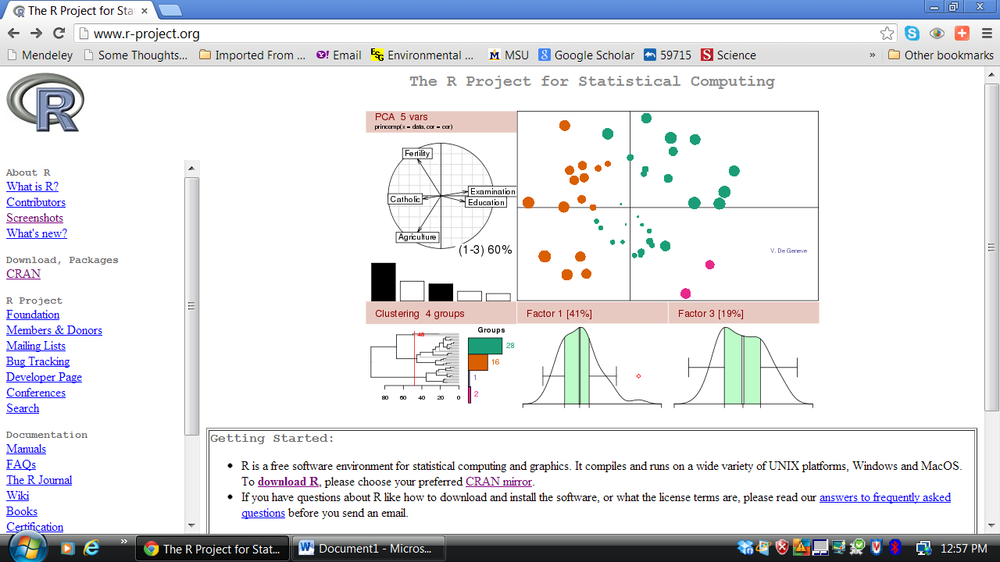 The R Project for Sta
www.r-project.org
Mendeley
Some Thoughts...
Imported From ...
Email
ESG Environmental ...
M MSU
8 Google Scholar
59715
S Science
»
Other bookmarks
R
About R
What is R?
Contributors
Screenshots
What's new?
Download, Packages
CRAN
R Project
Foundation
Members & Donors
Mailing Lists
Bug Tracking
Developer Page
Conferences
Search
Documentation
Manuals
FAQs
The R Journal
Wiki
Books
Certification
The R Project for Statistical Computing
PCA 5 vars
princomp(x = data, cor = cor)
Fertility
Examination
Catholic
Education
Agriculture
(1-3) 60%
V. De Geneve
Clustering 4 groups
Factor 1 [41%]
Factor 3 [19%]
Groups
48
28
16
1
2
80 60 40 20 0
Getting Started:
R is a free software environment for statistical computing and graphics. It compiles and runs on a wide variety of UNIX platforms, Windows and MacOS.
To download R, please choose your preferred CRAN mirror.
If you have questions about R like how to download and install the software, or what the license terms are, please read our answers to frequently asked
questions before you send an email.
»
The R Project for Stat...
Document1 - Micros...
12:57 PM